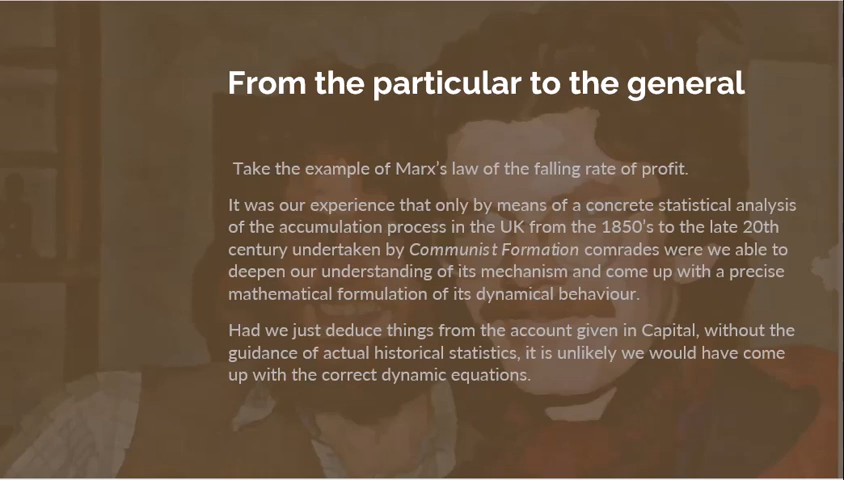 From the particular to the general
Take the example of Marx’s law of the falling rate of profit.
It was our experience that only by means of a concrete statistical analysis
of the accumulation process in the UK from the 1850’s to the late 20th
century undertaken by Communist Formation comrades were we able to
deepen our understanding of its mechanism and come up with a precise
mathematical formulation of its dynamical behaviour.
Had we just deduce things from the account given in Capital, without the
guidance of actual historical statistics, it is unlikely we would have come
up with the correct dynamic equations.